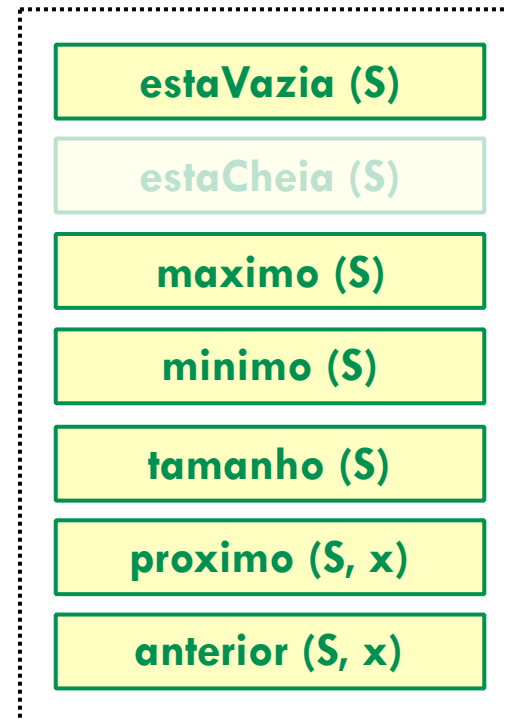 estaVazia (S)
estaCheia (S)
maximo (S)
minimo (S)
tamanho (S)
proximo (S, x)
anterior (S, x)